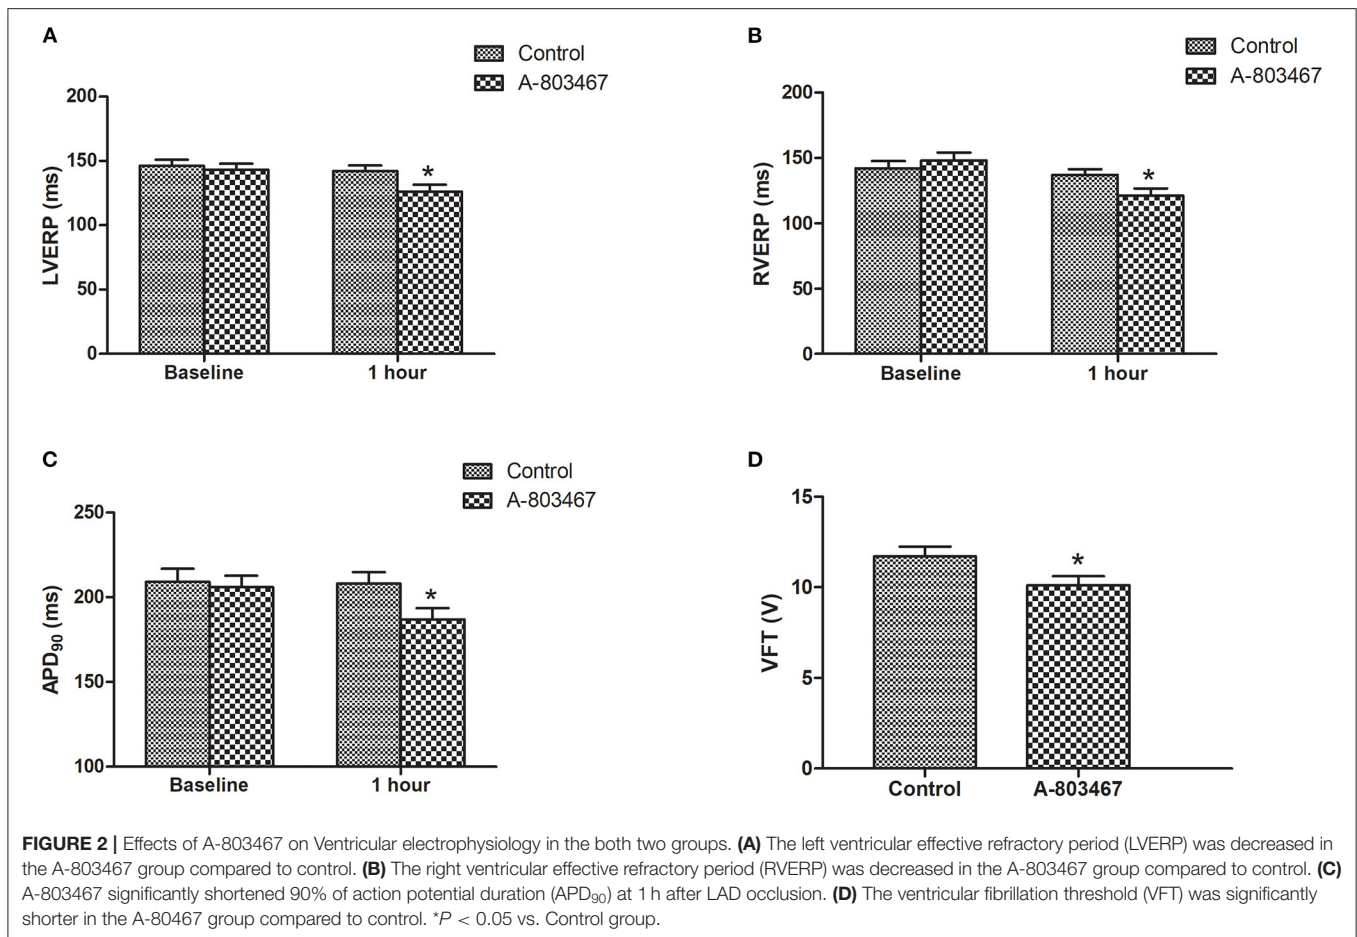 A
Control
A-803467
200
150
100
50
0
LVERP (ms)
*
Baseline
1 hour
B
Control
A-803467
200
150
100
50
0
RVERP (ms)
*
Baseline
1 hour
C
Control
A-803467
250
200
150
100
APD90 (ms)
*
Baseline
1 hour
D
15
10
5
0
VFT (V)
*
Control
A-803467
FIGURE 2 | Effects of A-803467 on Ventricular electrophysiology in the both two groups. (A) The left ventricular effective refractory period (LVERP) was decreased in
the A-803467 group compared to control. (B) The right ventricular effective refractory period (RVERP) was decreased in the A-803467 group compared to control. (C)
A-803467 significantly shortened 90% of action potential duration (APD90) at 1 h after LAD occlusion. (D) The ventricular fibrillation threshold (VFT) was significantly
shorter in the A-80467 group compared to control. *P < 0.05 vs. Control group.